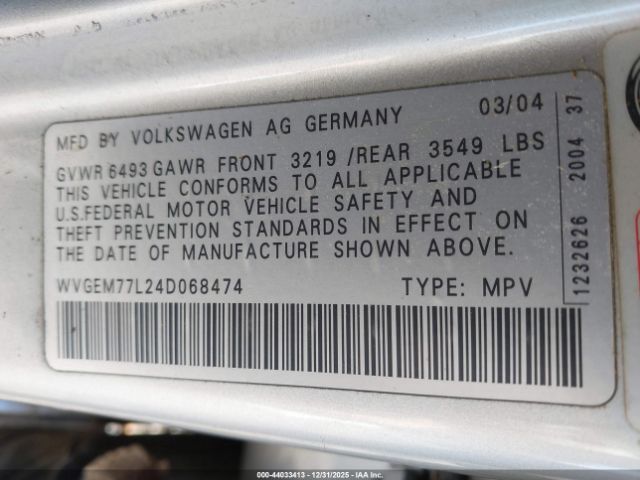 MFD BY VOLKSWAGEN AG GERMANY 03/04
GVWR 6493 GAWR FRONT 3219 /REAR 3549 LBS
THIS VEHICLE CONFORMS TO ALL APPLICABLE
U.S.FEDERAL MOTOR VEHICLE SAFETY AND
THEFT PREVENTION STANDARDS IN EFFECT ON
THE DATE OF MANUFACTURE SHOWN ABOVE.
WVGEM77L24D068474 TYPE: MPV
1232626 2004 37
000-44033413 - 12/31/2025 - IAAI.com